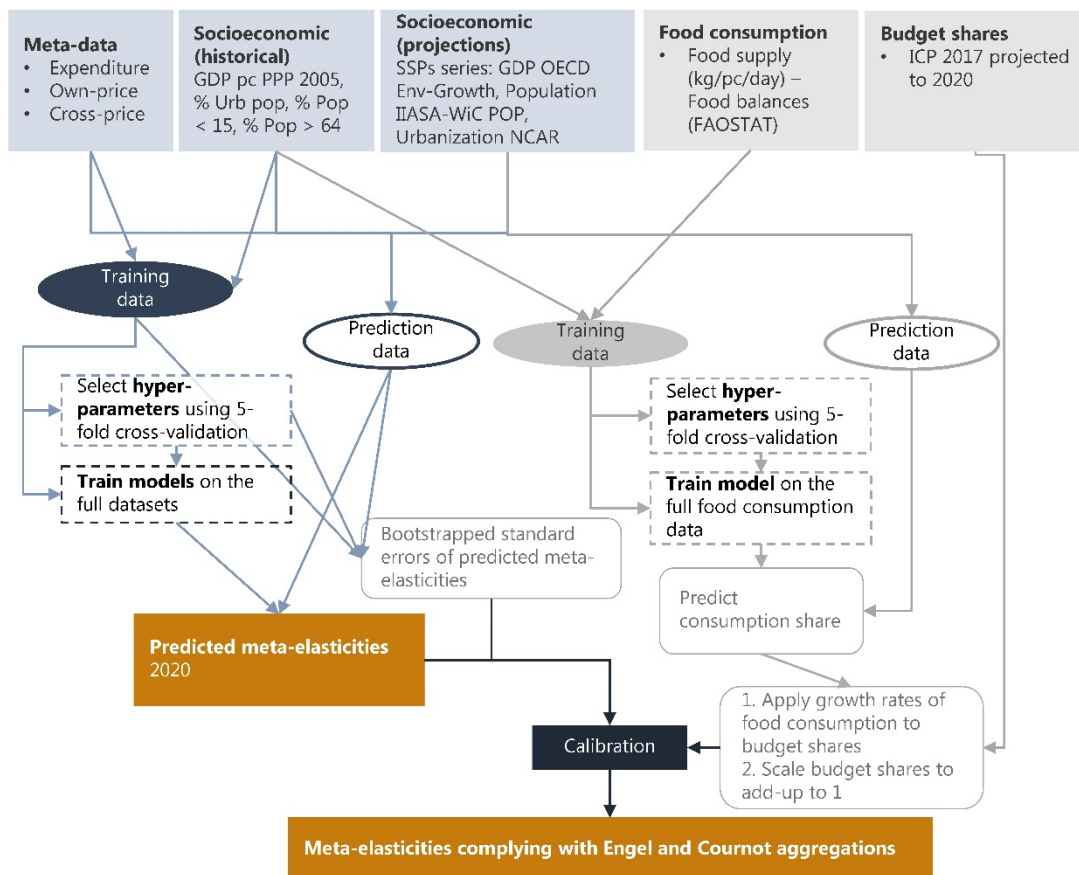 Meta-data
• Expenditure
• Own-price
• Cross-price
Socioeconomic
(historical)
GDP pc PPP 2005,
% Urb pop, % Pop
< 15, % Pop > 64
Socioeconomic
(projections)
SSPs series: GDP OECD
Env-Growth, Population
IIASA-WiC POP,
Urbanization NCAR
Food consumption
• Food supply
(kg/pc/day) –
Food balances
(FAOSTAT)
Budget shares
• ICP 2017 projected
to 2020
Training
data
Prediction
data
Training
data
Prediction
data
Select hyper-
parameters using 5-
fold cross-validation
Train models on the
full datasets
Select hyper-
parameters using 5-
fold cross-validation
Train model on the
full food consumption
data
Bootstrapped standard
errors of predicted meta-
elasticities
Predict
consumption share
Predicted meta-elasticities
2020
1. Apply growth rates of
food consumption to
budget shares
2. Scale budget shares to
add-up to 1
Calibration
Meta-elasticities complying with Engel and Cournot aggregations